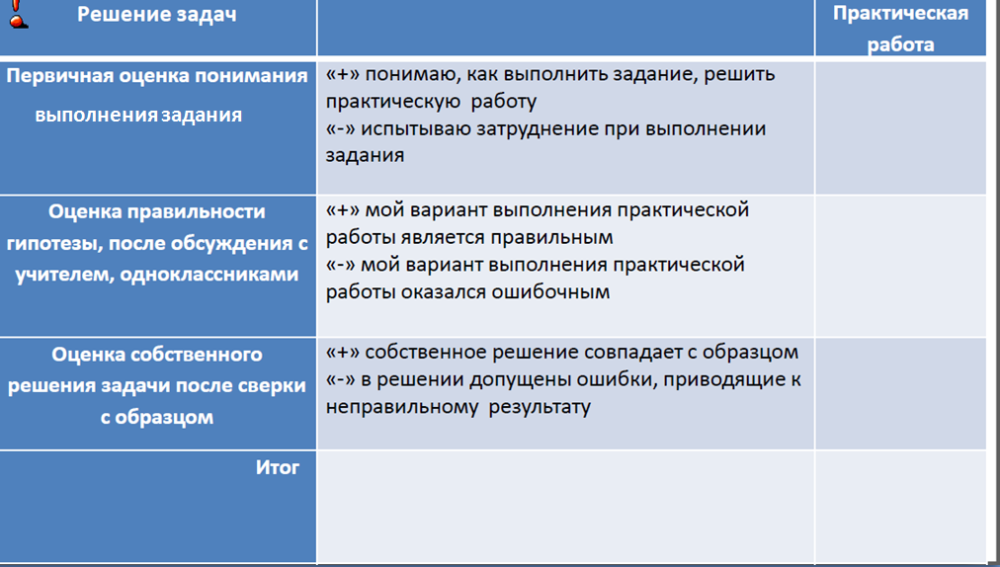 Решение задач
Практическая
работа
Первичная оценка понимания
выполнения задания
«+» понимаю, как выполнить задание, решить
практическую работу
«-» испытываю затруднение при выполнении
задания
Оценка правильности
гипотезы, после обсуждения с
учителем, одноклассниками
«+» мой вариант выполнения практической
работы является правильным
«-» мой вариант выполнения практической
работы оказался ошибочным
Оценка собственного
решения задачи после сверки
с образцом
«+» собственное решение совпадает с образцом
«-» в решении допущены ошибки, приводящие к
неправильному результату
Итог